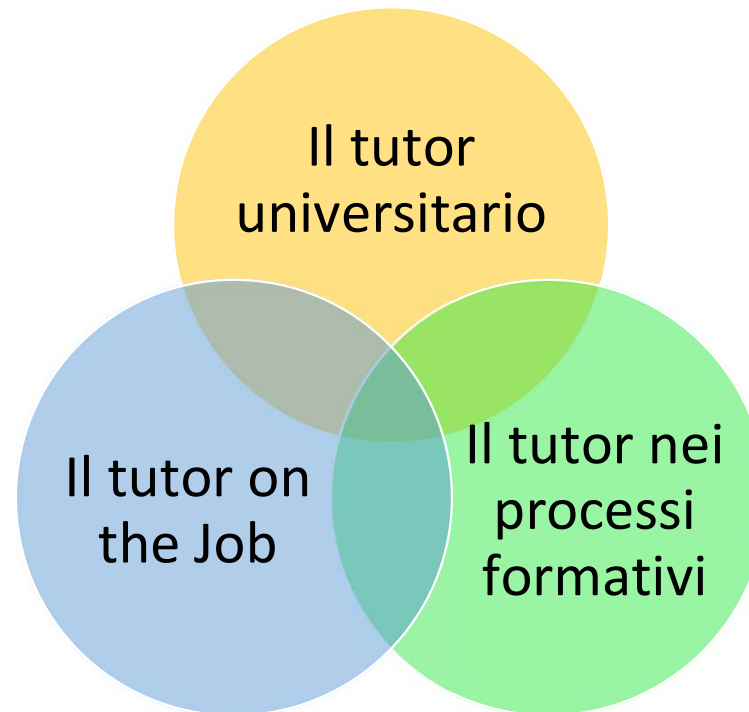 Il tutor
universitario
Il tutor on
the Job
Il tutor nei
processi
formativi